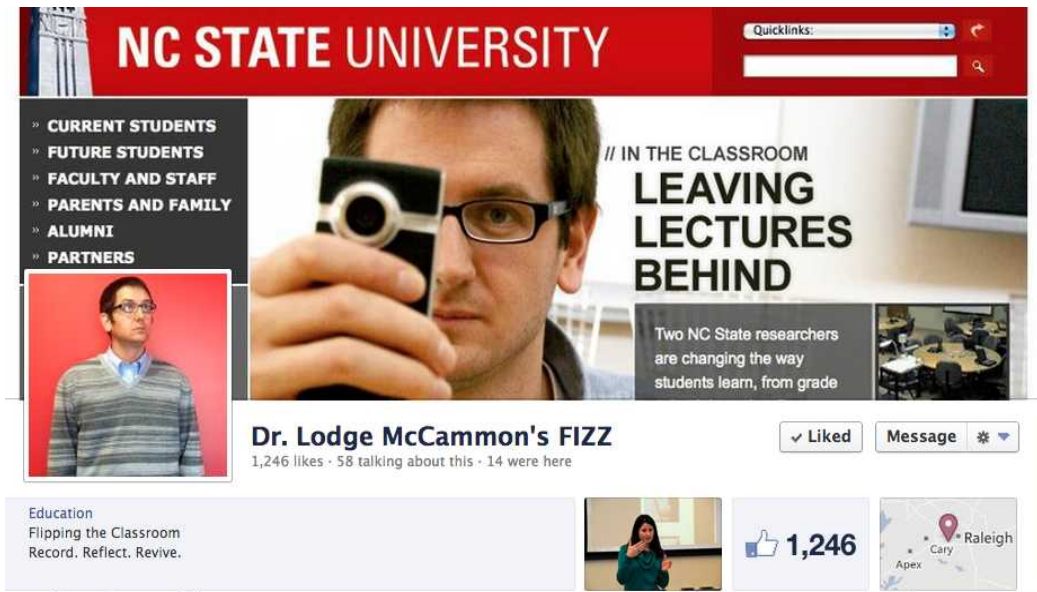 NC STATE UNIVERSITY
Quicklinks:
» CURRENT STUDENTS
» FUTURE STUDENTS
» FACULTY AND STAFF
» PARENTS AND FAMILY
» ALUMNI
» PARTNERS
// IN THE CLASSROOM
LEAVING
LECTURES
BEHIND
Two NC State researchers
are changing the way
students learn, from grade
Dr. Lodge McCammon's FIZZ
1,246 likes · 58 talking about this · 14 were here
✓ Liked
Message
Education
Flipping the Classroom
Record. Reflect. Revive.
1,246
Raleigh
Cary
Apex